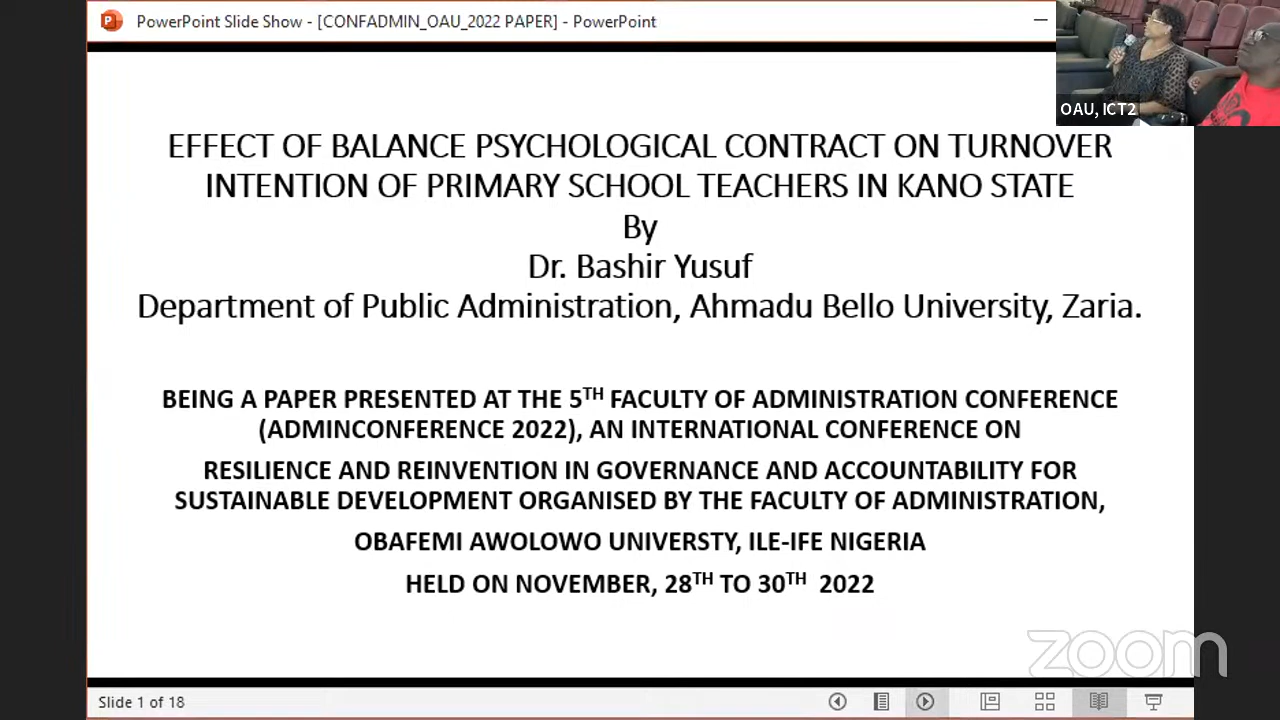 PowerPoint Slide Show - [CONFADMIN_OAU_2022 PAPER] - PowerPoint
OAU, ICT2
EFFECT OF BALANCE PSYCHOLOGICAL CONTRACT ON TURNOVER
INTENTION OF PRIMARY SCHOOL TEACHERS IN KANO STATE
By
Dr. Bashir Yusuf
Department of Public Administration, Ahmadu Bello University, Zaria.
BEING A PAPER PRESENTED AT THE 5TH FACULTY OF ADMINISTRATION CONFERENCE
(ADMINCONFERENCE 2022), AN INTERNATIONAL CONFERENCE ON
RESILIENCE AND REINVENTION IN GOVERNANCE AND ACCOUNTABILITY FOR
SUSTAINABLE DEVELOPMENT ORGANISED BY THE FACULTY OF ADMINISTRATION,
OBAFEMI AWOLOWO UNIVERSTY, ILE-IFE NIGERIA
HELD ON NOVEMBER, 28TH TO 30TH 2022
zoom
Slide 1 of 18